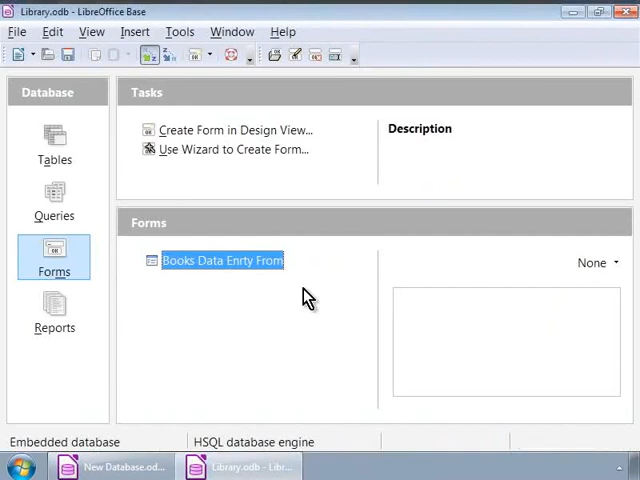 Library.odb - LibreOffice Base
File Edit View Insert Tools Help
Database
Tasks
Tables
Queries
Forms
Reports
Create Form in Design View...
Use Wizard to Create Form...
Description
Forms
Books Data Enrty From
None
Embedded database
HSQL database engine
New Database.od...
Library.odb - Libr...